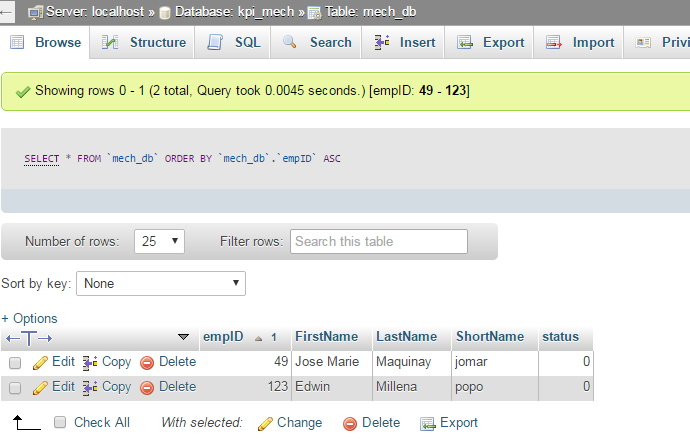 Server: localhost » Database: kpi_mech » Table: mech_db
Browse Structure SQL Search Insert Export Import Privi
Showing rows 0 - 1 (2 total, Query took 0.0045 seconds.) [empID: 49 - 123]
SELECT * FROM `mech_db` ORDER BY `mech_db`.`empID` ASC
Number of rows: 25 Filter rows: Search this table
Sort by key: None
+ Options
empID 1 FirstName LastName ShortName status
Edit Copy Delete 49 Jose Marie Maquinay jomar 0
Edit Copy Delete 123 Edwin Millena popo 0
Check All With selected: Change Delete Export